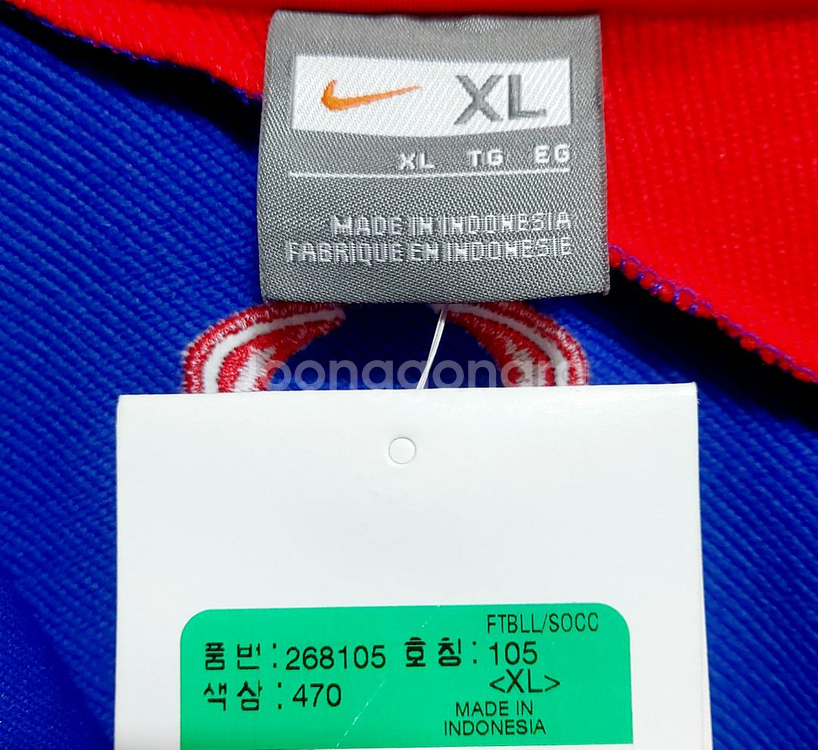 XL
XL TG EG
MADE IN INDONESIA
FABRIQUE EN INDONESIE
joonggonara
FTBLL/SOCC
품번:268105 호칭:105
색상:470 <XL>
MADE IN
INDONESIA